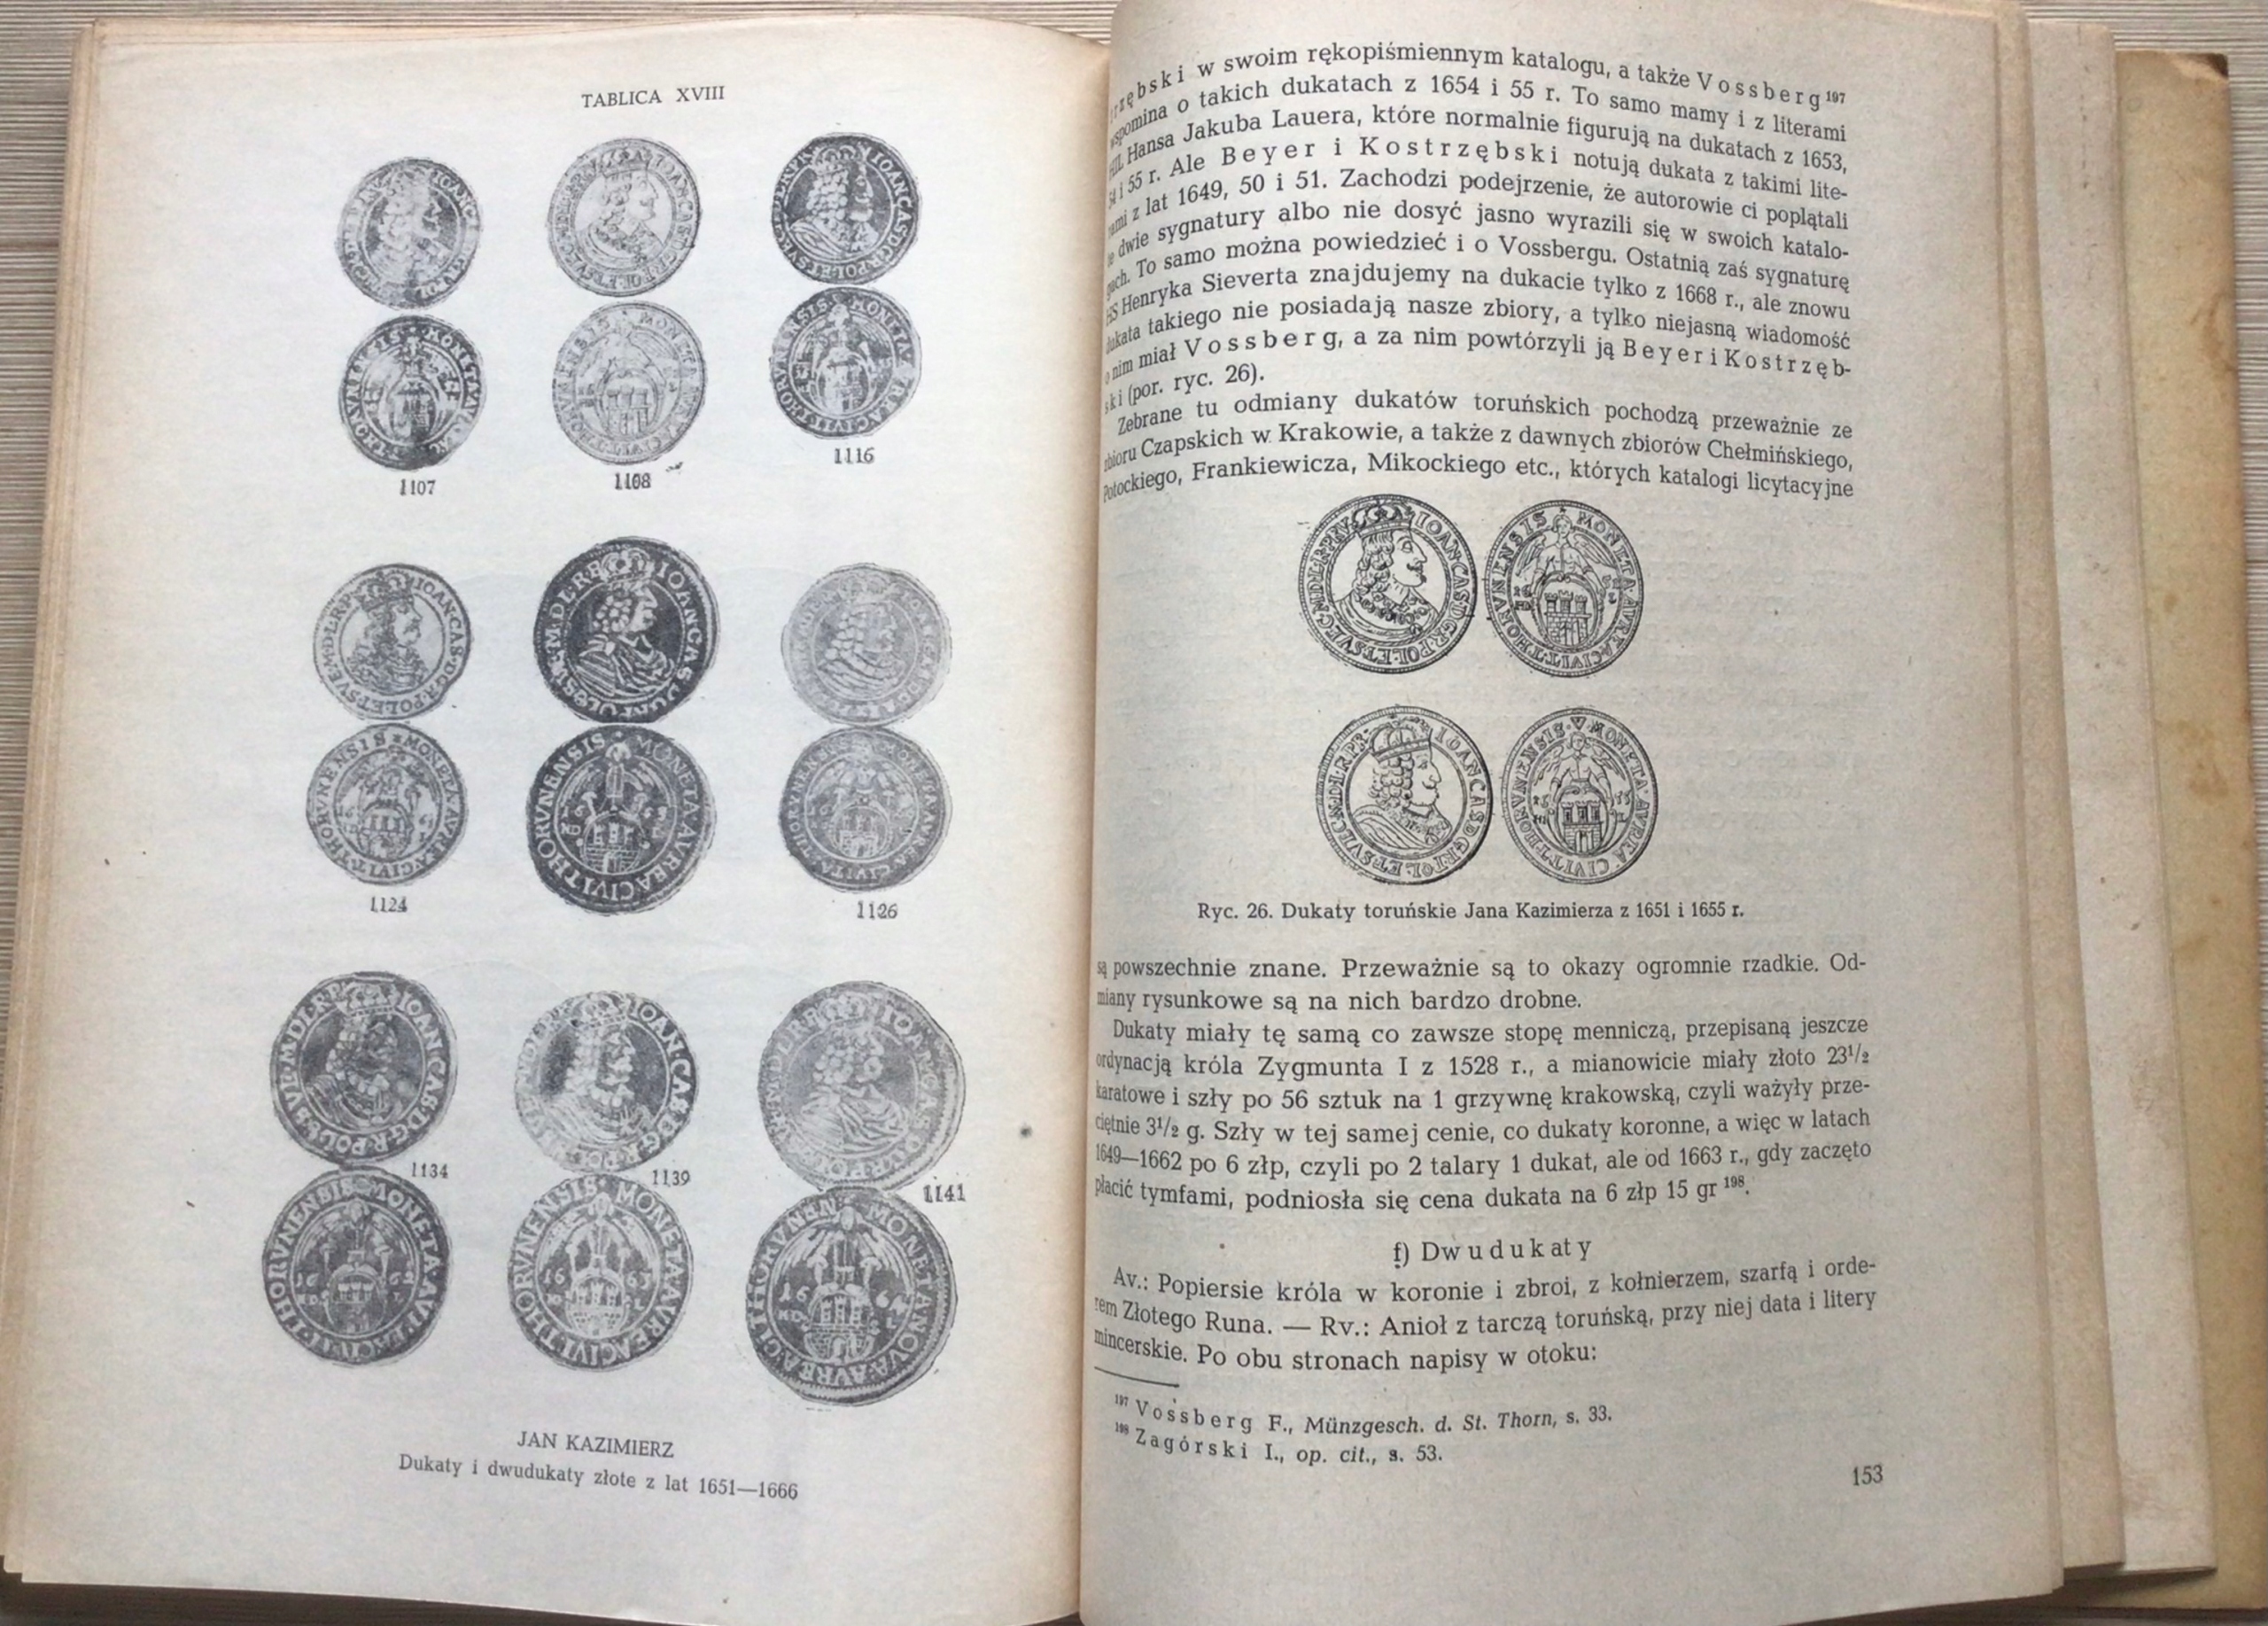 TABLICA XVIII
1107
1108
1116
1124
1126
1134
1139
1141
JAN KAZIMIERZ
Dukaty i dwudukaty złote z lat 1651—1666
w swoim rękopiśmiennym katalogu, a także Vossberg¹⁹⁷
wspomina o takich dukatach z 1654 i 55 r. To samo mamy i z literami
HIL Hansa Jakuba Lauera, które normalnie figurują na dukatach z 1653,
54 i 55 r. Ale Beyer i Kostrzębski notują dukata z takimi lite-
rami z lat 1649, 50 i 51. Zachodzi podejrzenie, że autorowie ci poplątali
te dwie sygnatury albo nie dosyć jasno wyrazili się w swoich katalo-
gach. To samo można powiedzieć i o Vossbergu. Ostatnią zaś sygnaturę
HS Henryka Sieverta znajdujemy na dukacie tylko z 1668 r., ale znowu
dukata takiego nie posiadają nasze zbiory, a tylko niejasną wiadomość
o nim miał Vossberg, a za nim powtórzyli ją Beyer i Kostrzęb-
ski (por. ryc. 26).
Zebrane tu odmiany dukatów toruńskich pochodzą przeważnie ze
zbioru Czapskich w Krakowie, a także z dawnych zbiorów Chełmińskiego,
Potockiego, Frankiewicza, Mikockiego etc., których katalogi licytacyjne
Ryc. 26. Dukaty toruńskie Jana Kazimierza z 1651 i 1655 r.
są powszechnie znane. Przeważnie są to okazy ogromnie rzadkie. Od-
miany rysunkowe są na nich bardzo drobne.
Dukaty miały tę samą co zawsze stopę menniczą, przepisaną jeszcze
ordynacją króla Zygmunta I z 1528 r., a mianowicie miały złoto 23¹/₂
karatowe i szły po 56 sztuk na 1 grzywnę krakowską, czyli ważyły prze-
ciętnie 3¹/₂ g. Szły w tej samej cenie, co dukaty koronne, a więc w latach
1649—1662 po 6 złp, czyli po 2 talary 1 dukat, ale od 1663 r., gdy zaczęto
płacić tymfami, podniosła się cena dukata na 6 złp 15 gr¹⁹⁸.
f) Dwudukaty
Av.: Popiersie króla w koronie i zbroi, z kołnierzem, szarfą i orde-
rem Złotego Runa. — Rv.: Anioł z tarczą toruńską, przy niej data i litery
mincerskie. Po obu stronach napisy w otoku:
¹⁹⁷ Vossberg F., Münzgesch. d. St. Thorn, s. 33.
¹⁹⁸ Zagórski I., op. cit., s. 53.
153